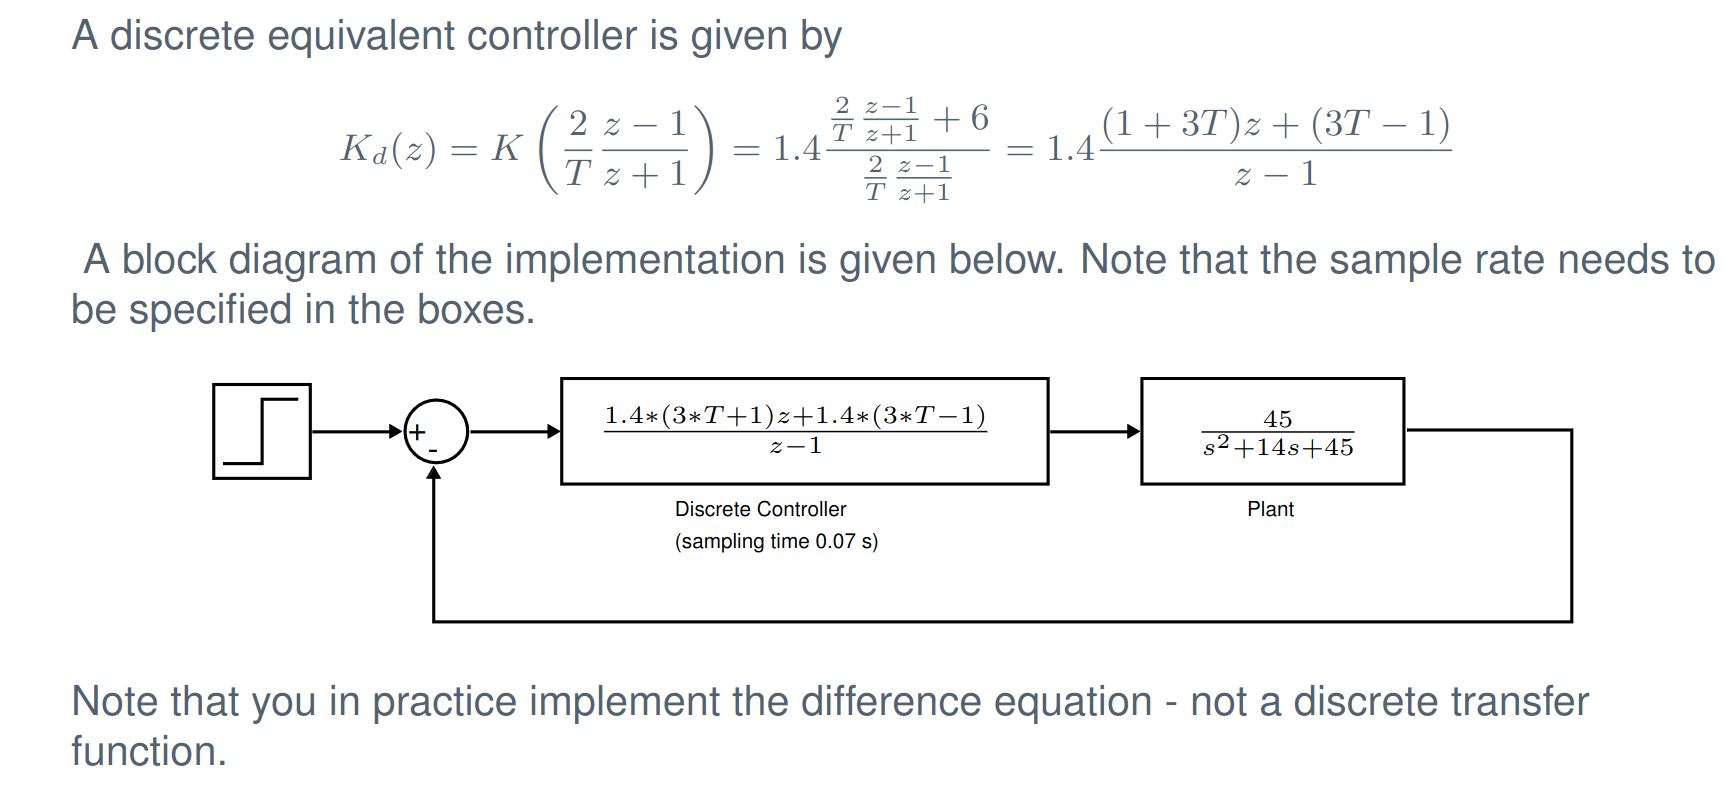 A discrete equivalent controller is given by
K_d(z) = K \left( \frac{2}{T} \frac{z-1}{z+1} \right) = 1.4 \frac{\frac{2}{T} \frac{z-1}{z+1} + 6}{\frac{2}{T} \frac{z-1}{z+1}} = 1.4 \frac{(1+3T)z + (3T-1)}{z-1}
A block diagram of the implementation is given below. Note that the sample rate needs to
be specified in the boxes.
+
-
\frac{1.4*(3*T+1)z+1.4*(3*T-1)}{z-1}
\frac{45}{s^2+14s+45}
Discrete Controller
(sampling time 0.07 s)
Plant
Note that you in practice implement the difference equation - not a discrete transfer
function.